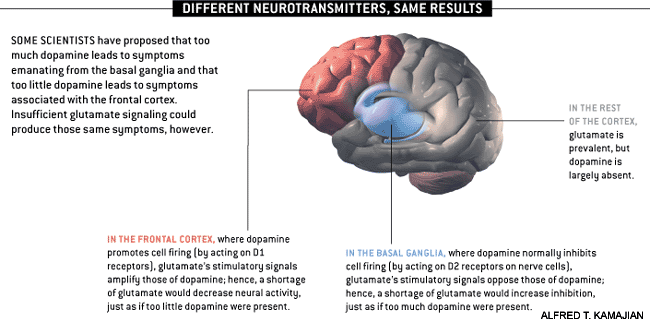 DIFFERENT NEUROTRANSMITTERS, SAME RESULTS
SOME SCIENTISTS have proposed that too
much dopamine leads to symptoms
emanating from the basal ganglia and that
too little dopamine leads to symptoms
associated with the frontal cortex.
Insufficient glutamate signaling could
produce those same symptoms, however.
IN THE REST
OF THE CORTEX,
glutamate is
prevalent, but
dopamine is
largely absent.
IN THE FRONTAL CORTEX, where dopamine
promotes cell firing (by acting on D1
receptors), glutamate's stimulatory signals
amplify those of dopamine; hence, a shortage
of glutamate would decrease neural activity,
just as if too little dopamine were present.
IN THE BASAL GANGLIA, where dopamine normally inhibits
cell firing (by acting on D2 receptors on nerve cells),
glutamate's stimulatory signals oppose those of dopamine;
hence, a shortage of glutamate would increase inhibition,
just as if too much dopamine were present.
ALFRED T. KAMAJIAN